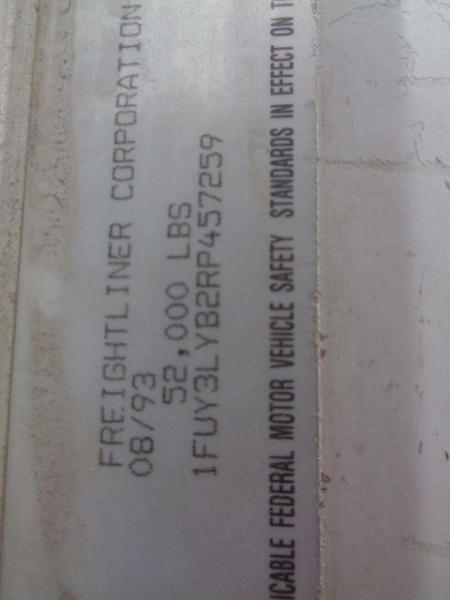 FREIGHTLINER CORPORATION
08/93
52,000 LBS
1FUY3LYB2RP457259
FEDERAL MOTOR VEHICLE SAFETY STANDARDS IN EFFECT ON